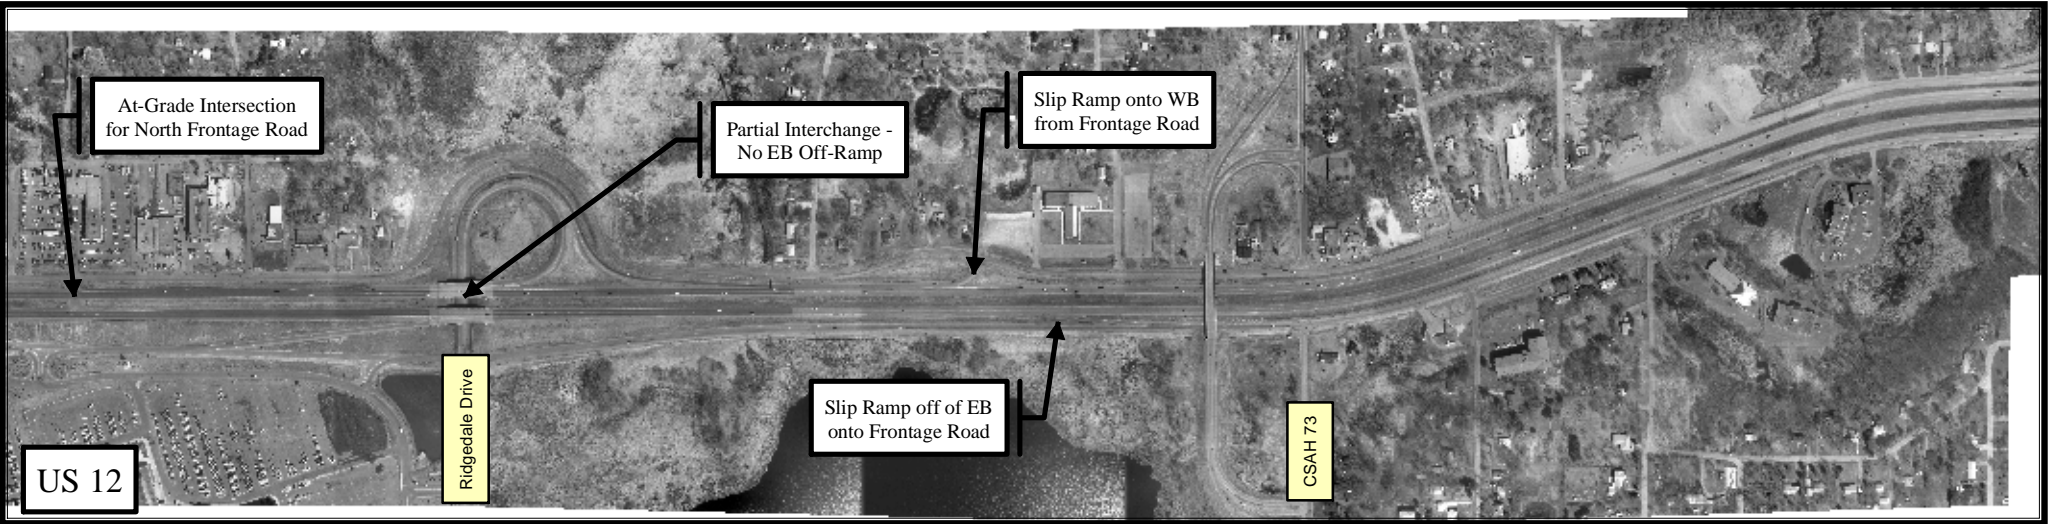 At-Grade Intersection
for North Frontage Road
Partial Interchange -
No EB Off-Ramp
Slip Ramp onto WB
from Frontage Road
Slip Ramp off of EB
onto Frontage Road
Ridgedale Drive
CSAH 73
US 12